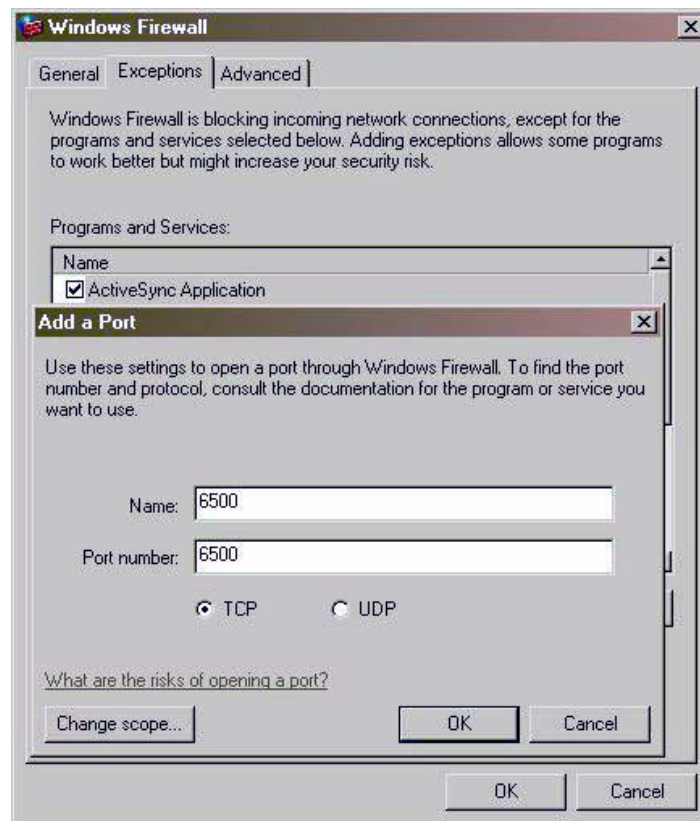 Windows Firewall
General Exceptions Advanced
Windows Firewall is blocking incoming network connections, except for the
programs and services selected below. Adding exceptions allows some programs
to work better but might increase your security risk.
Programs and Services:
Name
ActiveSync Application
Add a Port
Use these settings to open a port through Windows Firewall. To find the port
number and protocol, consult the documentation for the program or service you
want to use.
Name: 6500
Port number: 6500
TCP UDP
What are the risks of opening a port?
Change scope... OK Cancel
OK Cancel